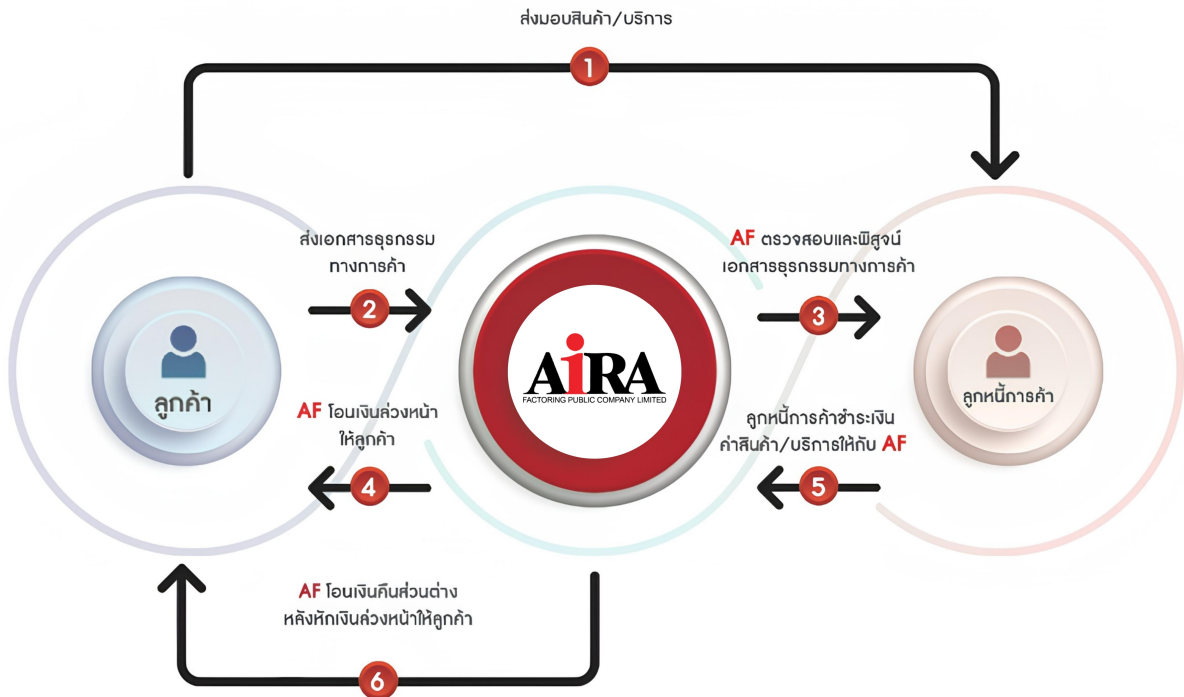 ส่งมอบสินค้า/บริการ
1
ส่งเอกสารธุรกรรม
ทางการค้า
2
AF ตรวจสอบและพิสูจน์
เอกสารธุรกรรมทางการค้า
3
ลูกค้า
AiRA
FACTORING PUBLIC COMPANY LIMITED
ลูกหนี้การค้า
AF โอนเงินล่วงหน้า
ให้ลูกค้า
4
ลูกหนี้การค้าชำระเงิน
ค่าสินค้า/บริการให้กับ AF
5
AF โอนเงินคืนส่วนต่าง
หลังหักเงินล่วงหน้าให้ลูกค้า
6